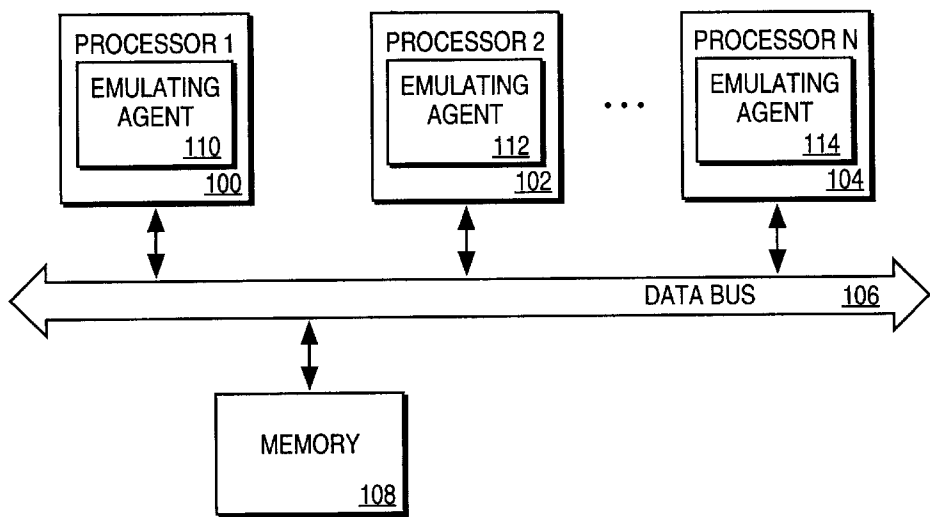 PROCESSOR 1
EMULATING
AGENT
110
100
PROCESSOR 2
EMULATING
AGENT
112
102
...
PROCESSOR N
EMULATING
AGENT
114
104
DATA BUS 106
MEMORY
108